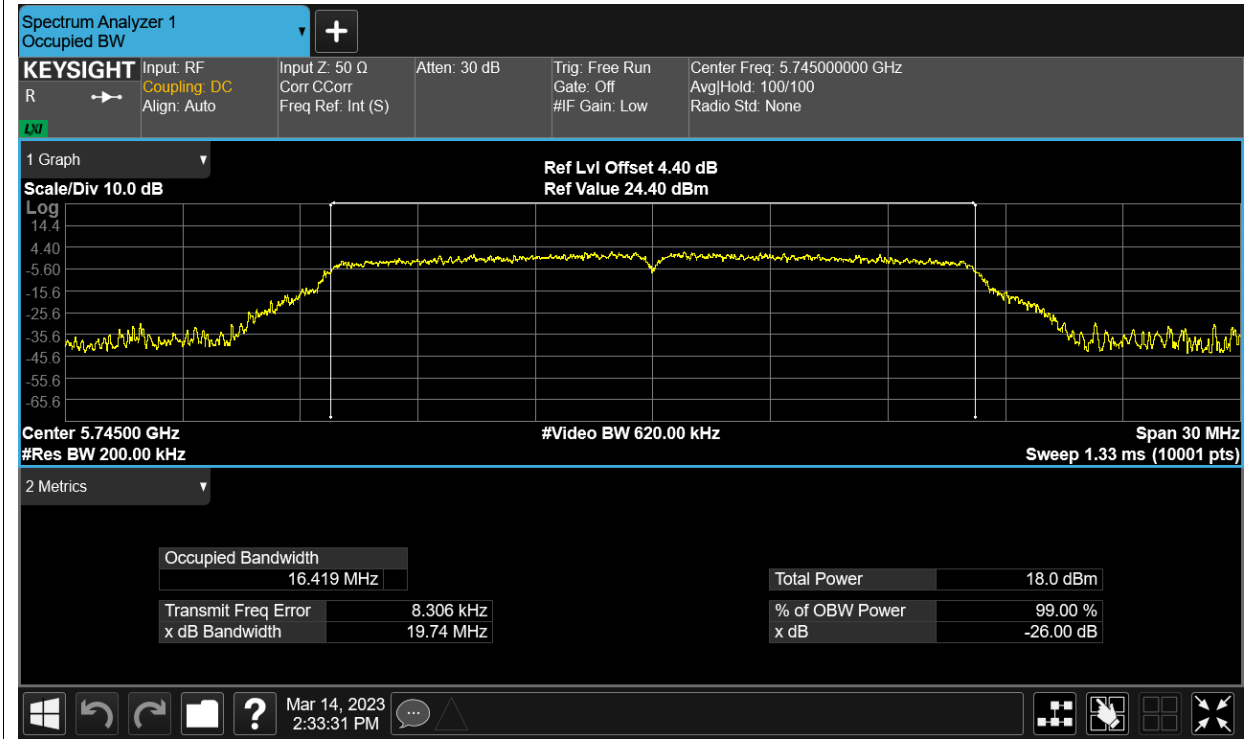 Spectrum Analyzer 1
Occupied BW
KEYSIGHT
R
LXI
Input: RF
Coupling: DC
Align: Auto
Input Z: 50 Ω
Corr CCorr
Freq Ref: Int (S)
Atten: 30 dB
Trig: Free Run
Gate: Off
#IF Gain: Low
Center Freq: 5.745000000 GHz
Avg|Hold: 100/100
Radio Std: None
1 Graph
Scale/Div 10.0 dB
Ref Lvl Offset 4.40 dB
Ref Value 24.40 dBm
Log
14.4
4.40
-5.60
-15.6
-25.6
-35.6
-45.6
-55.6
-65.6
Center 5.74500 GHz
#Res BW 200.00 kHz
#Video BW 620.00 kHz
Span 30 MHz
Sweep 1.33 ms (10001 pts)
2 Metrics
Occupied Bandwidth
16.419 MHz
Transmit Freq Error 8.306 kHz
x dB Bandwidth 19.74 MHz
Total Power 18.0 dBm
% of OBW Power 99.00 %
x dB -26.00 dB
?
Mar 14, 2023
2:33:31 PM